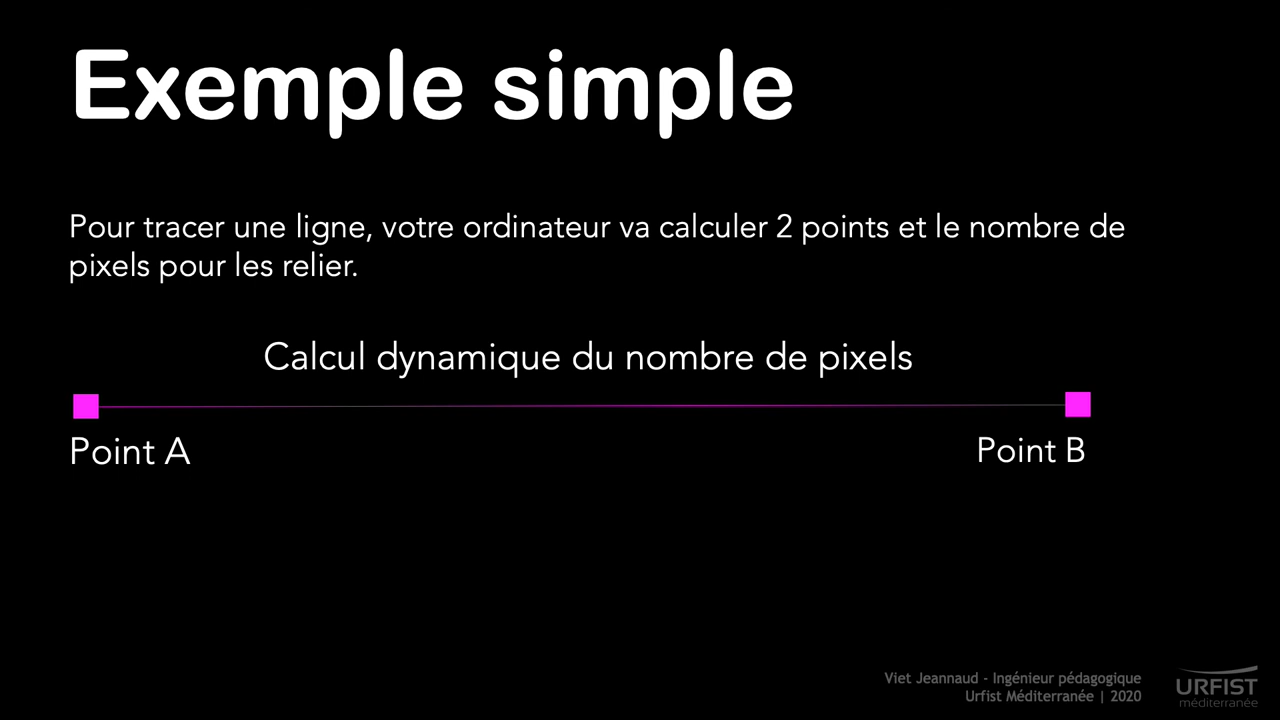 Exemple simple
Pour tracer une ligne, votre ordinateur va calculer 2 points et le nombre de
pixels pour les relier.
Calcul dynamique du nombre de pixels
Point A
Point B
Viet Jeannaud - Ingénieur pédagogique
Urfist Méditerranée | 2020
URFIST
méditerranée